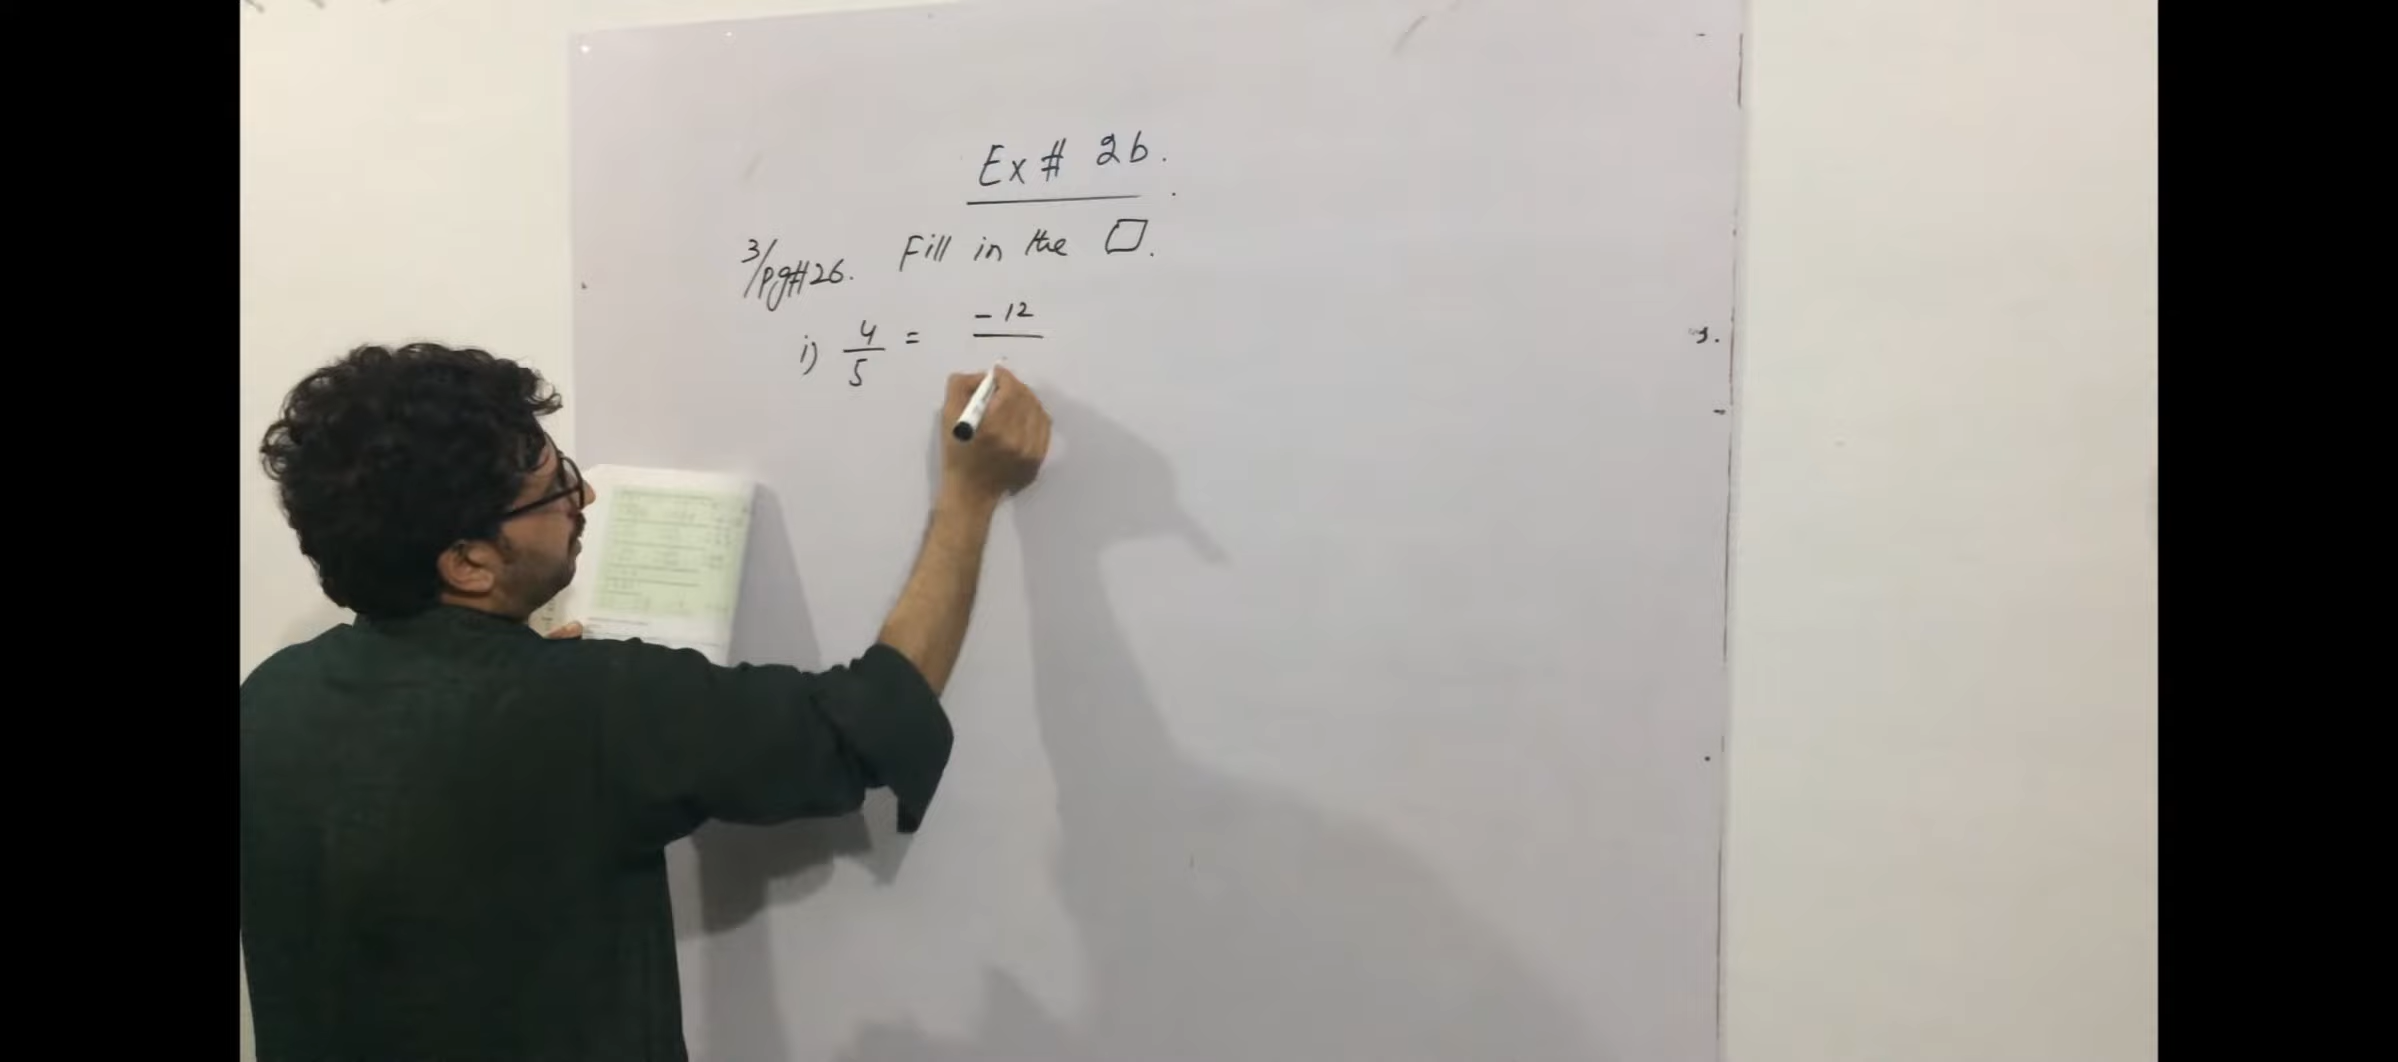 Ex # 2b.
3/pg#26. Fill in the □.
i) 4/5 = -12/